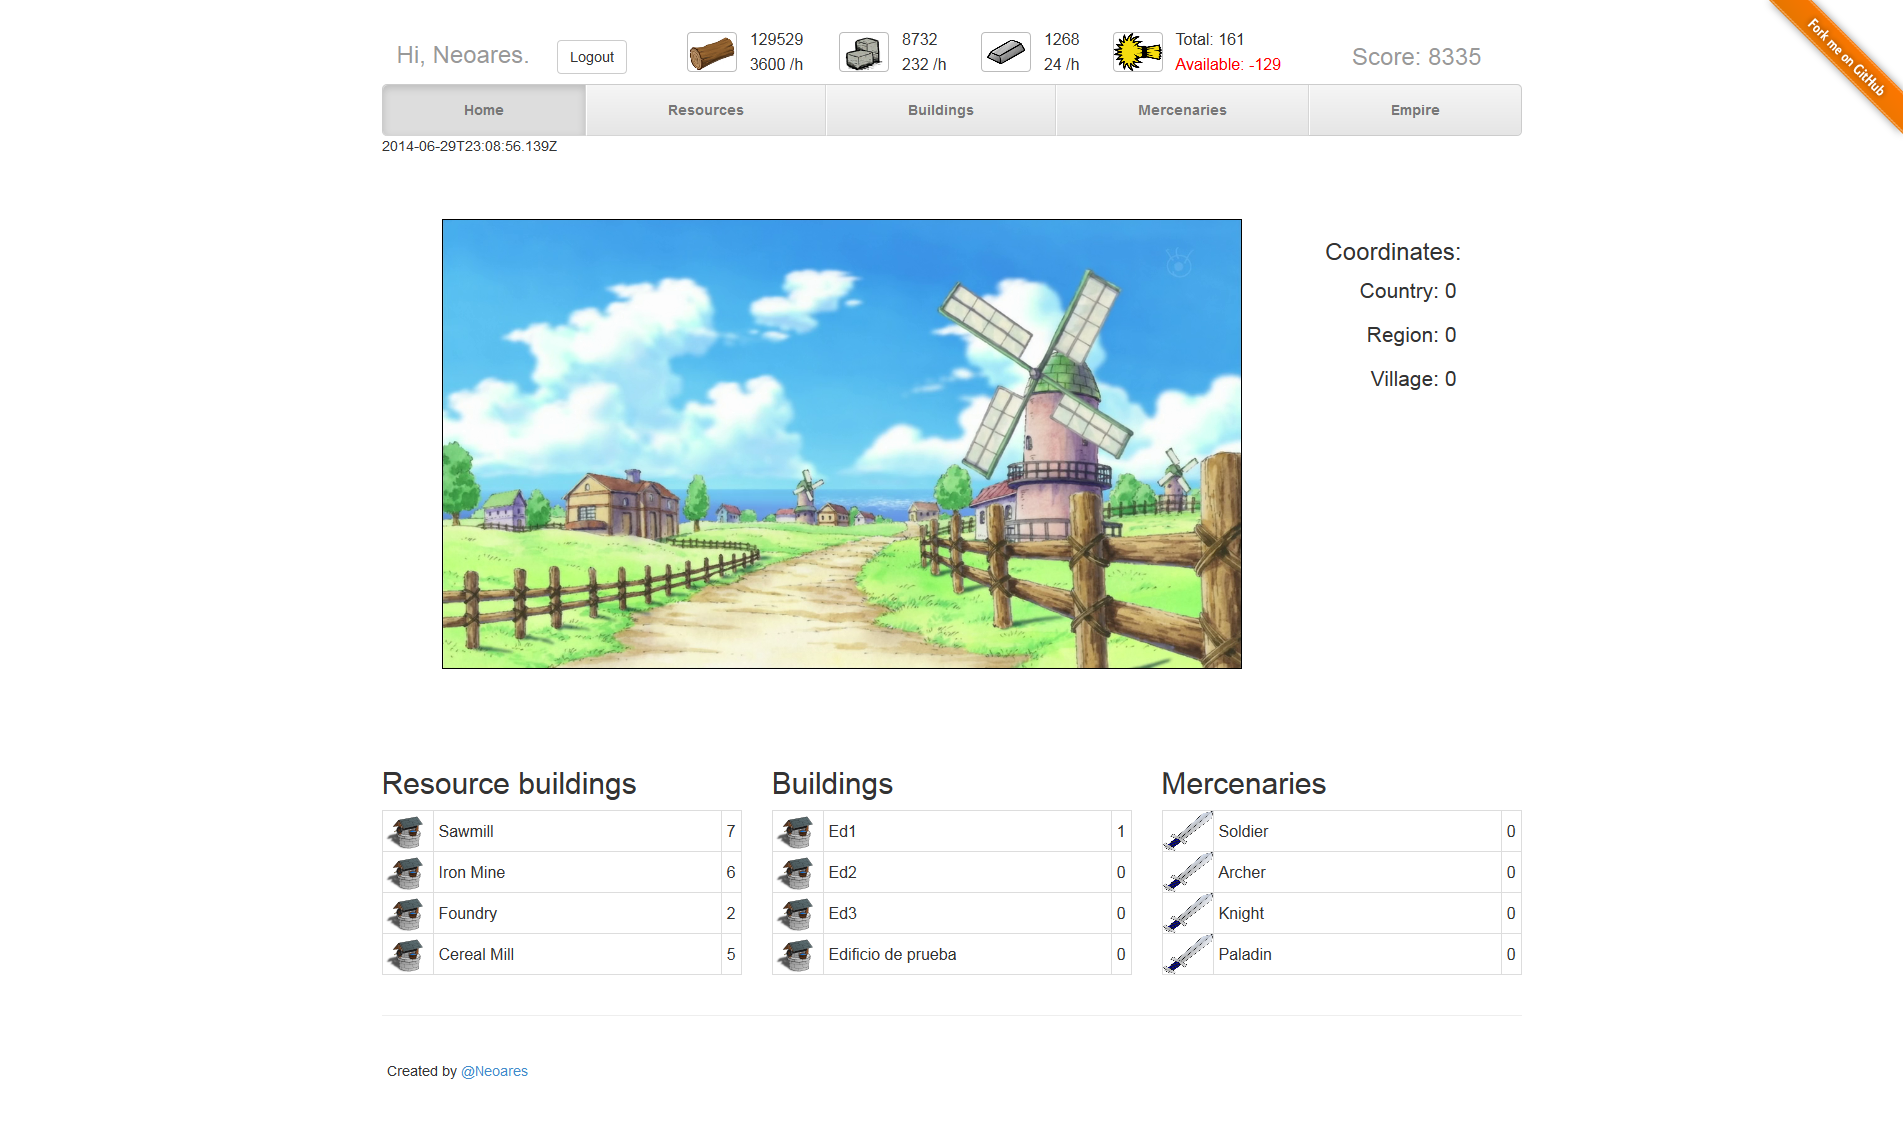 Hi, Neoares.
Logout
129529
3600 /h
8732
232 /h
1268
24 /h
Total: 161
Available: -129
Score: 8335
Fork me on GitHub
Home
Resources
Buildings
Mercenaries
Empire
2014-06-29T23:08:56.139Z
Coordinates:
Country: 0
Region: 0
Village: 0
Resource buildings
Sawmill 7
Iron Mine 6
Foundry 2
Cereal Mill 5
Buildings
Ed1 1
Ed2 0
Ed3 0
Edificio de prueba 0
Mercenaries
Soldier 0
Archer 0
Knight 0
Paladin 0
Created by @Neoares